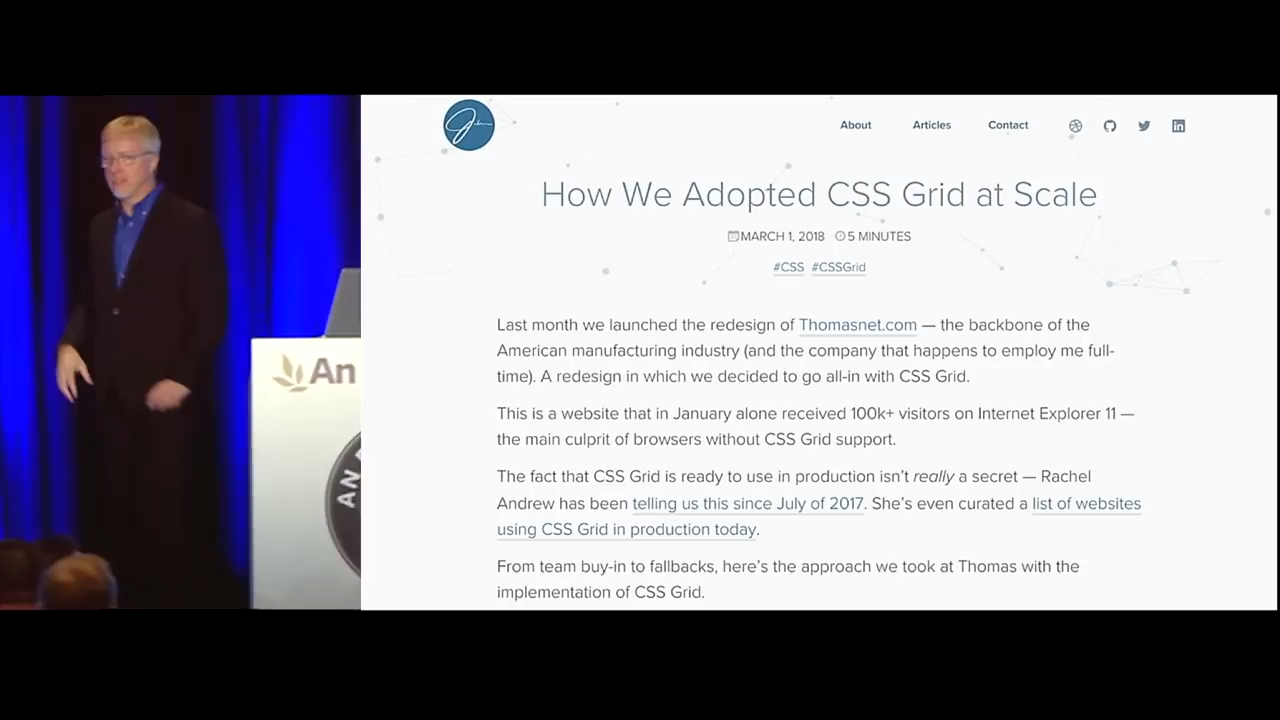 About Articles Contact
How We Adopted CSS Grid at Scale
MARCH 1, 2018 5 MINUTES
#CSS #CSSGrid
Last month we launched the redesign of Thomasnet.com — the backbone of the
American manufacturing industry (and the company that happens to employ me full-
time). A redesign in which we decided to go all-in with CSS Grid.
This is a website that in January alone received 100k+ visitors on Internet Explorer 11 —
the main culprit of browsers without CSS Grid support.
The fact that CSS Grid is ready to use in production isn't really a secret — Rachel
Andrew has been telling us this since July of 2017. She's even curated a list of websites
using CSS Grid in production today.
From team buy-in to fallbacks, here's the approach we took at Thomas with the
implementation of CSS Grid.
An
AN